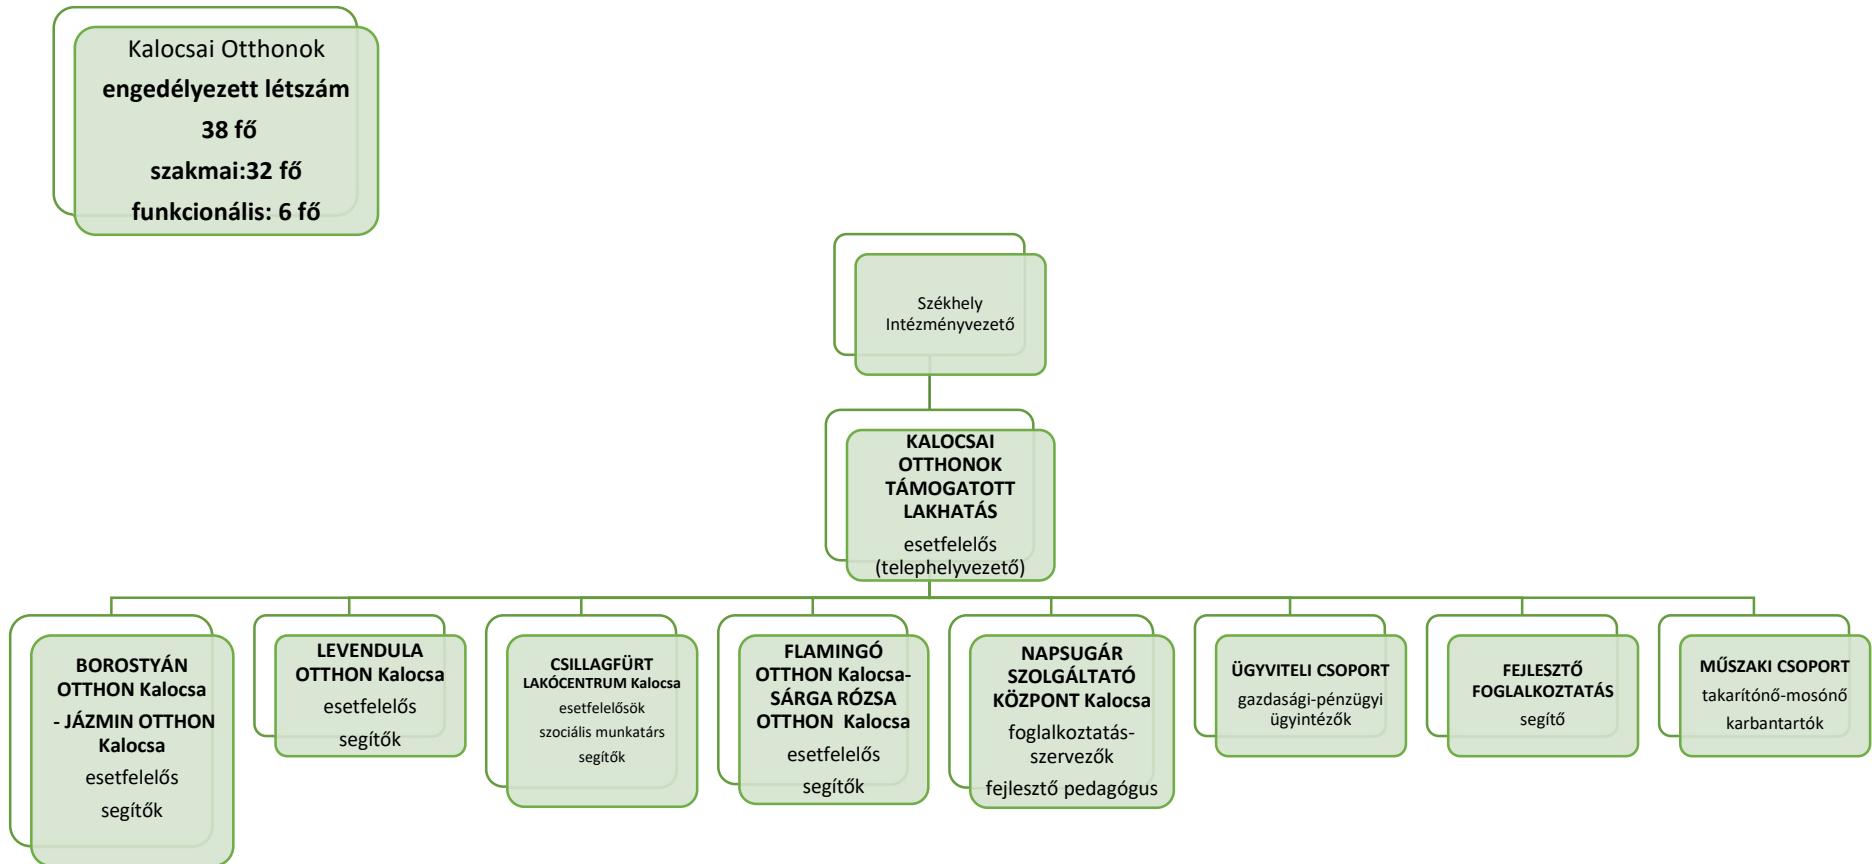 Kalocsai Otthonok
engedélyezett létszám
38 fő
szakmai:32 fő
funkcionális: 6 fő
Székhely
Intézményvezető
KALOCSAI
OTTHONOK
TÁMOGATOTT
LAKHATÁS
esetfelelős
(telephelyvezető)
BOROSTYÁN
OTTHON Kalocsa
- JÁZMIN OTTHON
Kalocsa
esetfelelős
segítők
LEVENDULA
OTTHON Kalocsa
esetfelelős
segítők
CSILLAGFÜRT
LAKÓCENTRUM Kalocsa
esetfelelősök
szociális munkatárs
segítők
FLAMINGÓ
OTTHON Kalocsa-
SÁRGA RÓZSA
OTTHON Kalocsa
esetfelelős
segítők
NAPSUGÁR
SZOLGÁLTATÓ
KÖZPONT Kalocsa
foglalkoztatás-
szervezők
fejlesztő pedagógus
ÜGYVITELI CSOPORT
gazdasági-pénzügyi
ügyintézők
FEJLESZTŐ
FOGLALKOZTATÁS
segítő
MŰSZAKI CSOPORT
takarítónő-mosónő
karbantartók